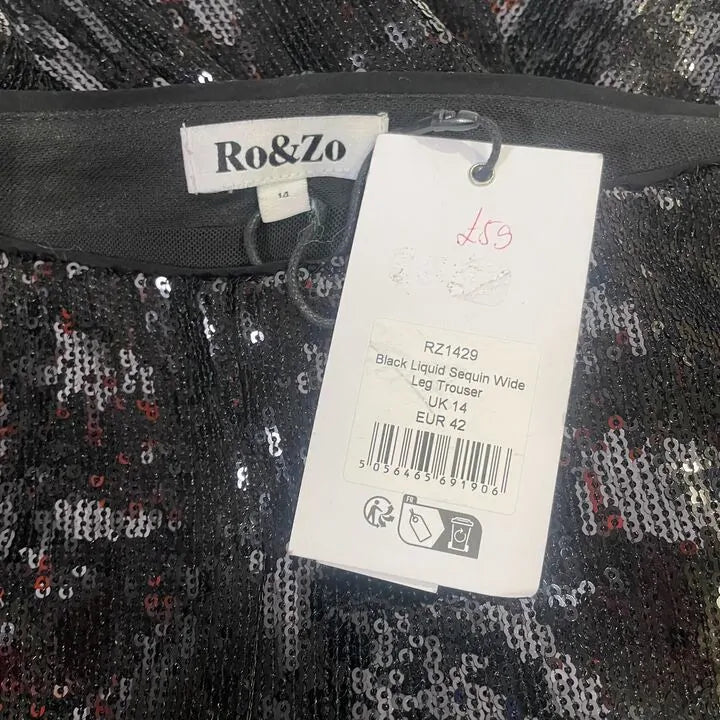 Ro&Zo
14
£59
RZ1429
Black Liquid Sequin Wide
Leg Trouser
UK 14
EUR 42
5 056465 691906
FR